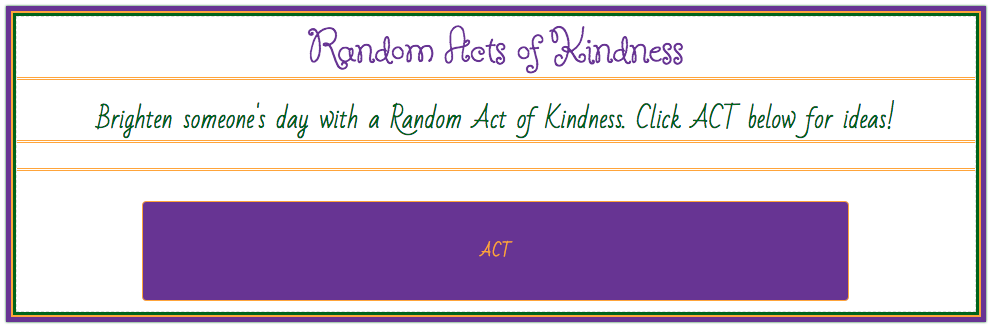 Random Acts of Kindness
Brighten someone's day with a Random Act of Kindness. Click ACT below for ideas!
ACT